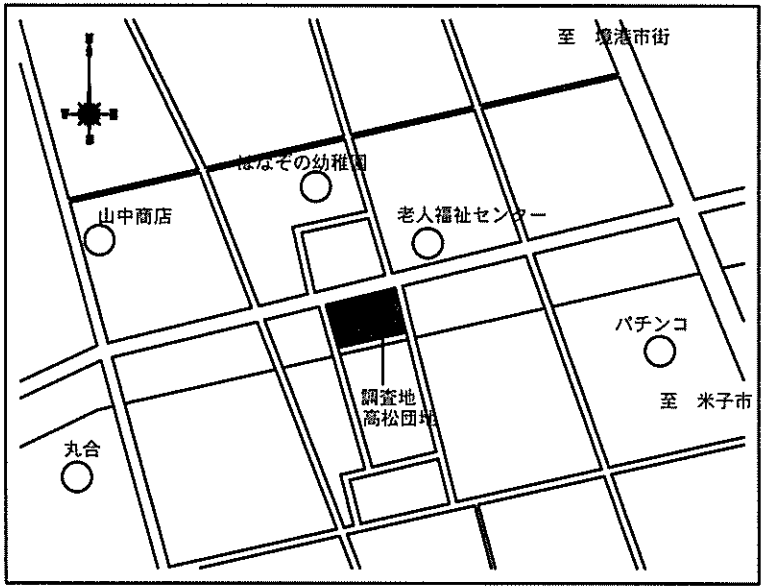 至 境港市街
はなぞの幼稚園
山中商店
老人福祉センター
パチンコ
調査地
高松団地
至 米子市
丸合